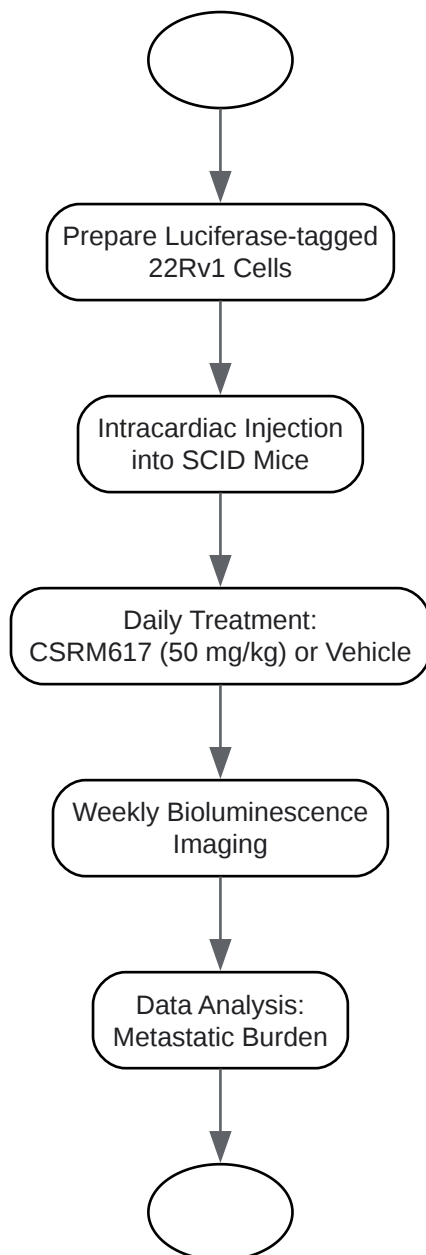 Prepare Luciferase-tagged
22Rv1 Cells
Intracardiac Injection
into SCID Mice
Daily Treatment:
CSRM617 (50 mg/kg) or Vehicle
Weekly Bioluminescence
Imaging
Data Analysis:
Metastatic Burden